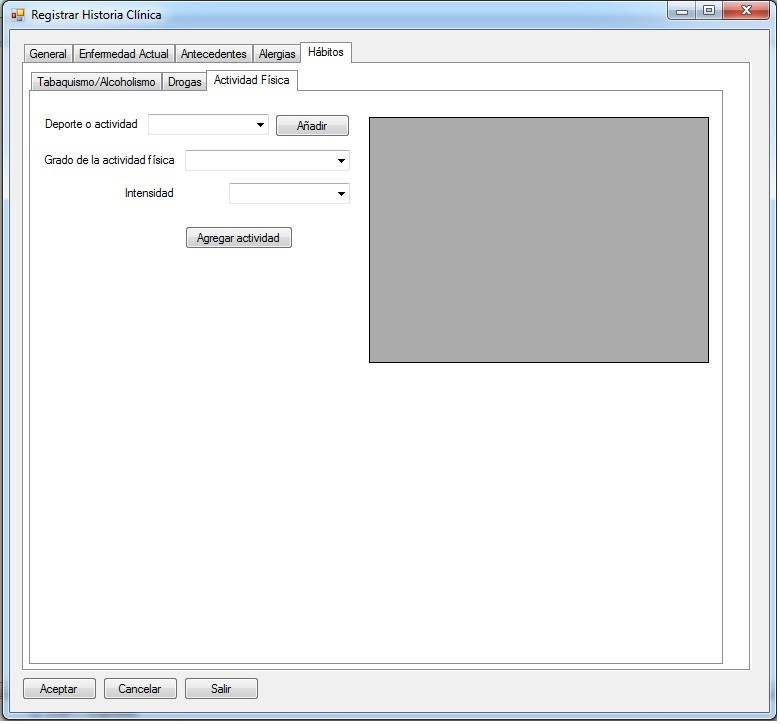 Registrar Historia Clínica
General Enfermedad Actual Antecedentes Alergias Hábitos
Tabaquismo/Alcoholismo Drogas Actividad Física
Deporte o actividad Añadir
Grado de la actividad física
Intensidad
Agregar actividad
Aceptar Cancelar Salir